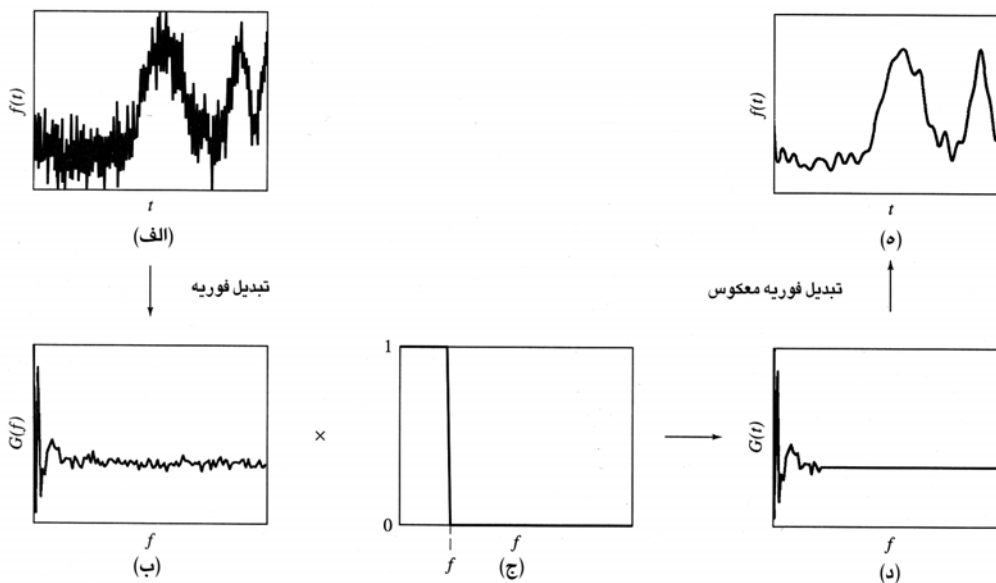 f(t)
t
(الف)
تبدیل فوریه
G(f)
f
(ب)
×
1
0
f
f
(ج)
G(t)
f
(د)
تبدیل فوریه معکوس
f(t)
t
(ه)